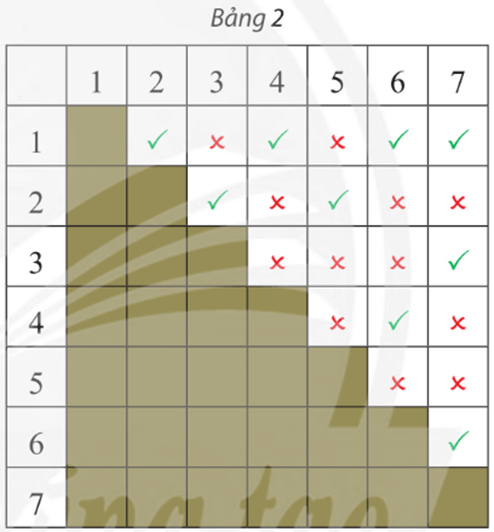 Bảng 2
1 2 3 4 5 6 7
1 ✓ × ✓ × ✓ ✓
2 ✓ × ✓ × ×
3 × × × ✓
4 × ✓ ×
5 × ×
6 ✓
7